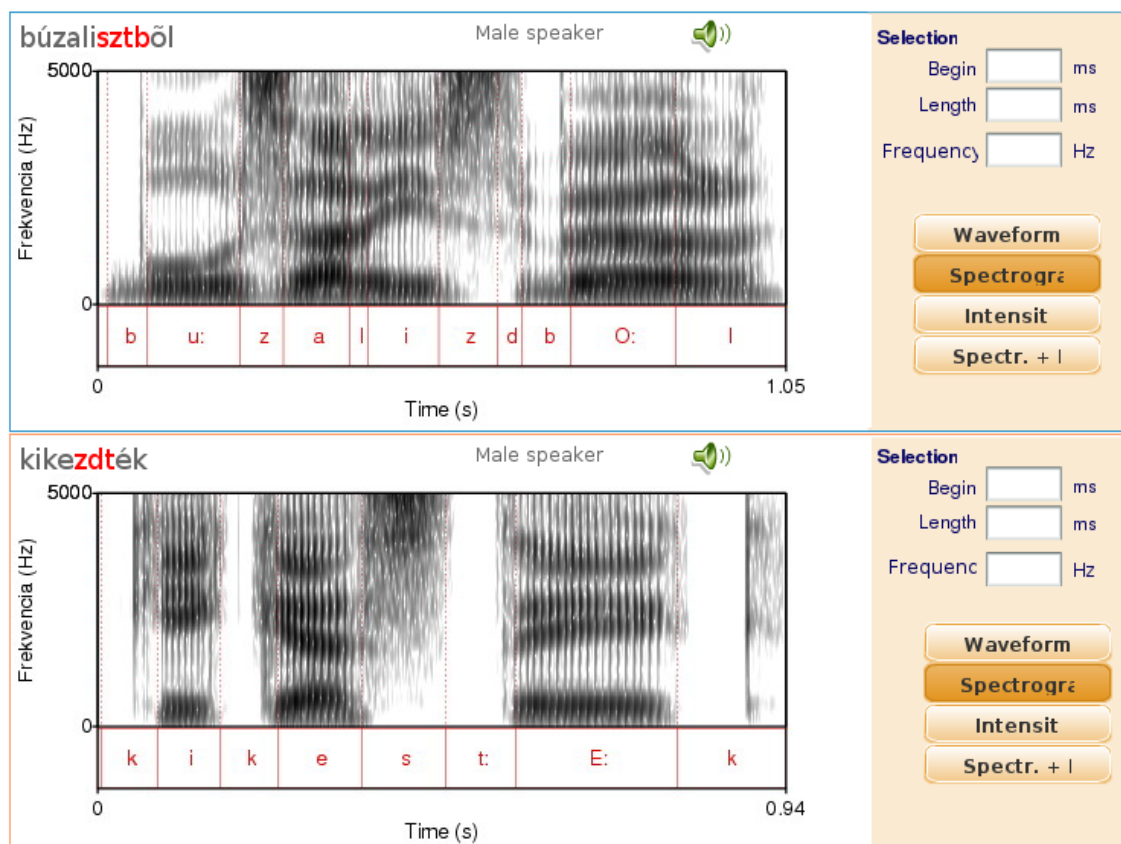 búzalisztbõl
Male speaker
5000
Frekvencia (Hz)
0
b u: z a l i z d b O: l
0 1.05
Time (s)
Selection
Begin ms
Length ms
Frequency Hz
Waveform
Spectrogra
Intensit
Spectr. + l
kikezdték
Male speaker
5000
Frekvencia (Hz)
0
k i k e s t: E: k
0 0.94
Time (s)
Selection
Begin ms
Length ms
Frequenc Hz
Waveform
Spectrogra
Intensit
Spectr. + l